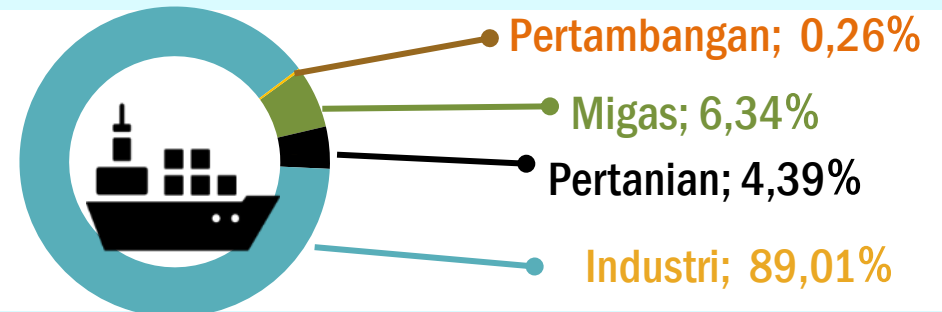 Pertambangan; 0,26%
Migas; 6,34%
Pertanian; 4,39%
Industri; 89,01%